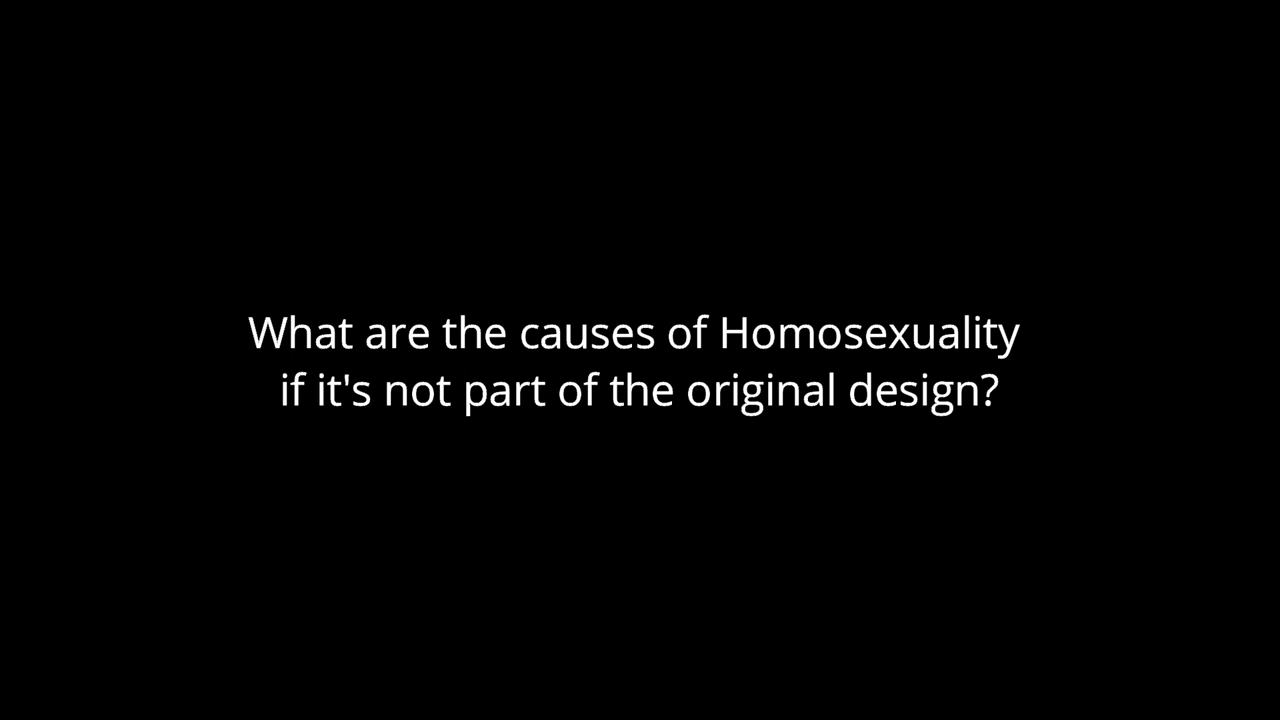 What are the causes of Homosexuality
if it's not part of the original design?